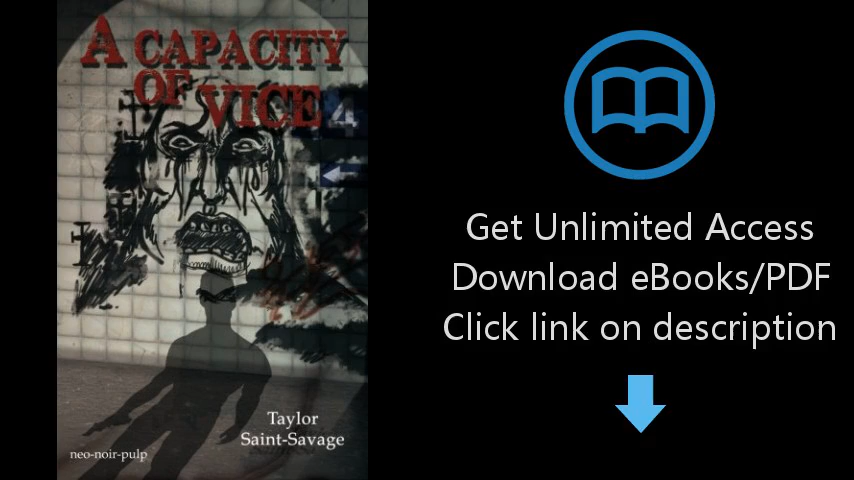 A CAPACITY
OF
VICE
4
Taylor
Saint-Savage
neo-noir-pulp
Get Unlimited Access
Download eBooks/PDF
Click link on description